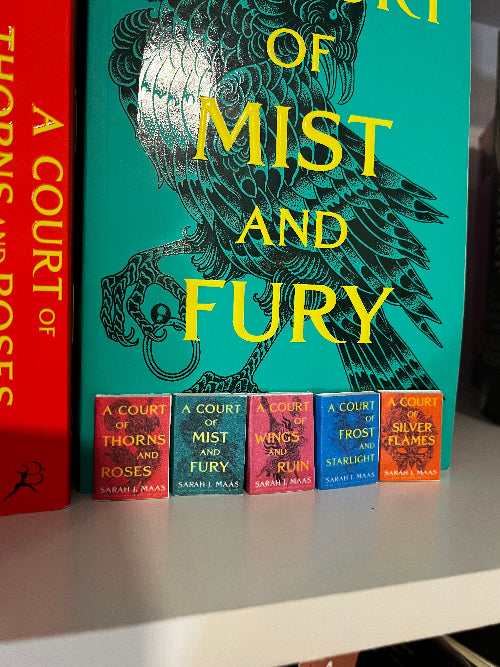 A COURT OF
THORNS AND ROSES
COURT
OF
MIST
AND
FURY
A COURT
OF
THORNS
AND
ROSES
SARAH J. MAAS
A COURT
OF
MIST
AND
FURY
SARAH J. MAAS
A COURT
OF
WINGS
AND
RUIN
SARAH J. MAAS
A COURT
OF
FROST
AND
STARLIGHT
SARAH J. MAAS
A COURT
OF
SILVER
FLAMES
SARAH J. MAAS